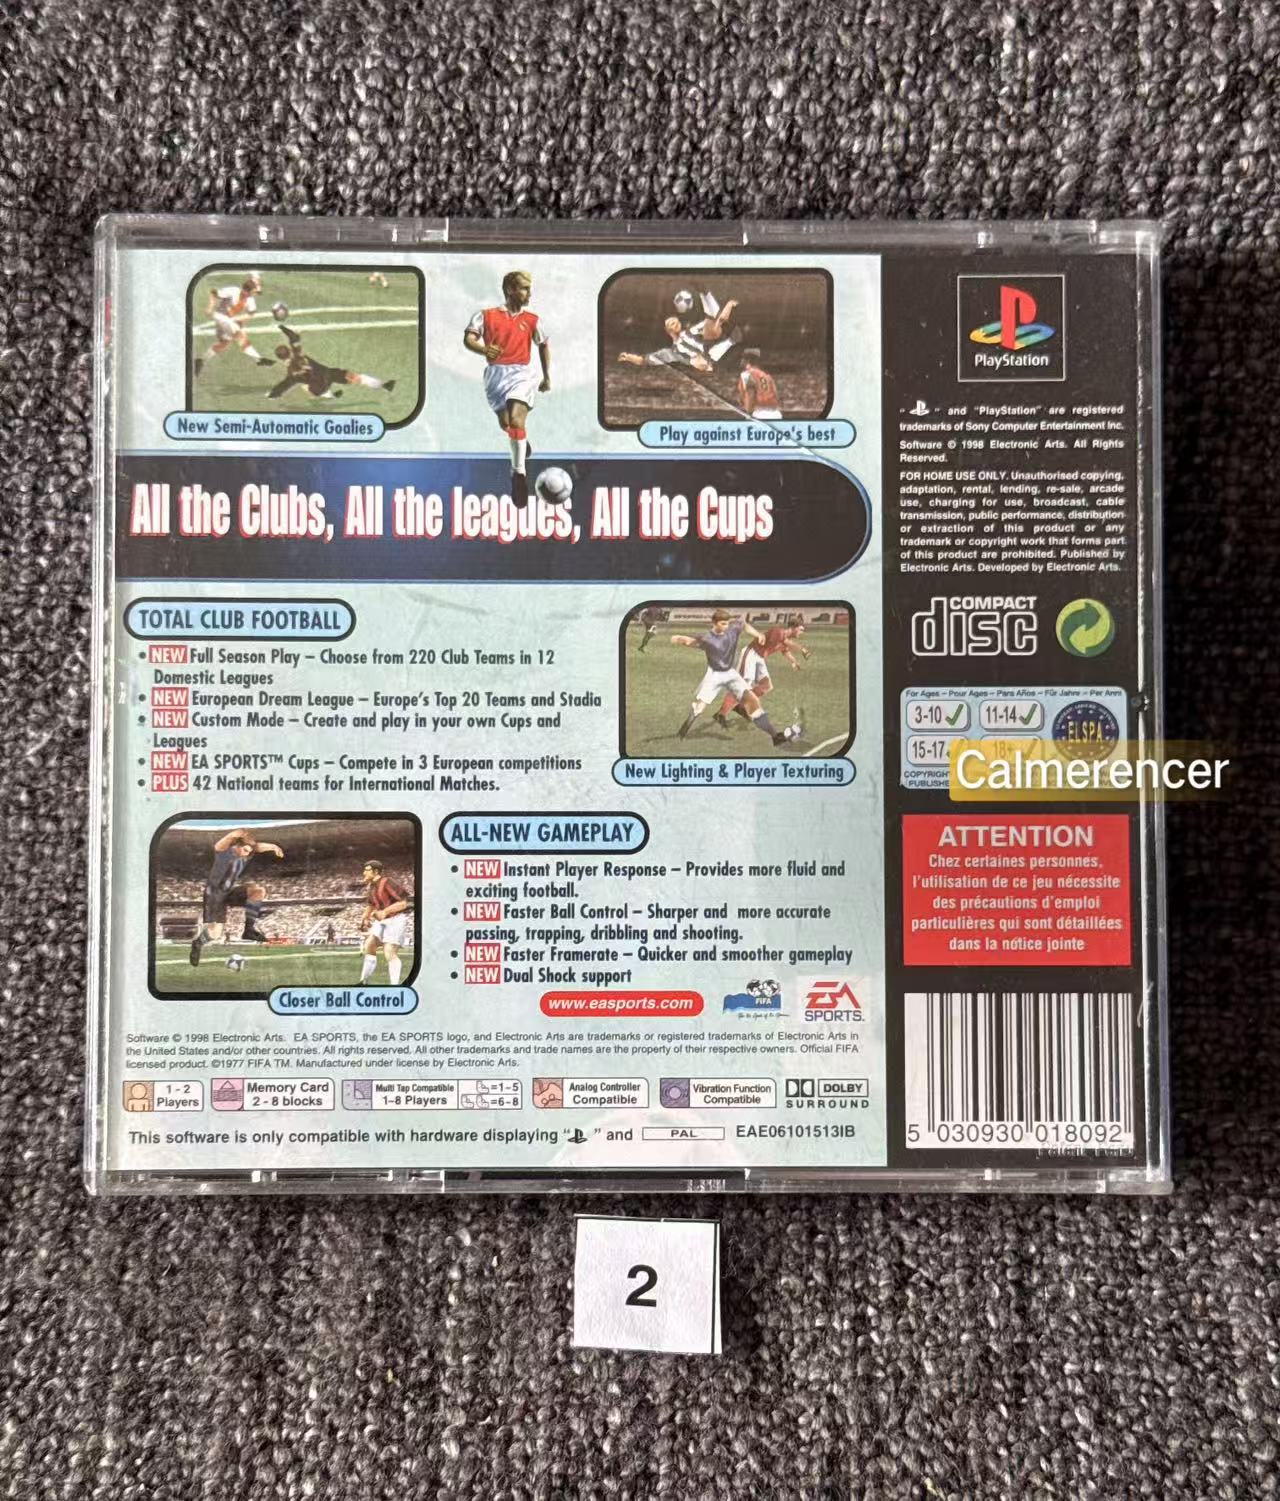 New Semi-Automatic Goalies
Play against Europe's best
All the Clubs, All the leagues, All the Cups
TOTAL CLUB FOOTBALL
• NEW Full Season Play – Choose from 220 Club Teams in 12
Domestic Leagues
• NEW European Dream League – Europe's Top 20 Teams and Stadia
• NEW Custom Mode – Create and play in your own Cups and
Leagues
• NEW EA SPORTS™ Cups – Compete in 3 European competitions
• PLUS 42 National teams for International Matches.
New Lighting & Player Texturing
Closer Ball Control
ALL-NEW GAMEPLAY
• NEW Instant Player Response – Provides more fluid and
exciting football.
• NEW Faster Ball Control – Sharper and more accurate
passing, trapping, dribbling and shooting.
• NEW Faster Framerate – Quicker and smoother gameplay
• NEW Dual Shock support
www.easports.com
FIFA
EA
SPORTS.
Software © 1998 Electronic Arts. EA SPORTS, the EA SPORTS logo, and Electronic Arts are trademarks or registered trademarks of Electronic Arts in
the United States and/or other countries. All rights reserved. All other trademarks and trade names are the property of their respective owners. Official FIFA
licensed product. ©1977 FIFA TM. Manufactured under license by Electronic Arts.
1 - 2
Players
Memory Card
2 - 8 blocks
Multi Tap Compatible
1-8 Players
=1-5
=6-8
Analog Controller
Compatible
Vibration Function
Compatible
DOLBY
SURROUND
This software is only compatible with hardware displaying “ ” and PAL EAE06101513IB
PlayStation
“ ” and "PlayStation" are registered
trademarks of Sony Computer Entertainment Inc.
Software © 1998 Electronic Arts. All Rights
Reserved.
FOR HOME USE ONLY. Unauthorised copying,
adaptation, rental, lending, re-sale, arcade
use, charging for use, broadcast, cable
transmission, public performance, distribution
or extraction of this product or any
trademark or copyright work that forms part
of this product are prohibited. Published by
Electronic Arts. Developed by Electronic Arts.
COMPACT
disc
For Ages – Pour Ages – Para Años – Für Jahre – Per Anni
3-10 11-14
15-17 18+
ELSPA
COPYRIGHT
PUBLISHE
Calmerencer
ATTENTION
Chez certaines personnes,
l'utilisation de ce jeu nécessite
des précautions d'emploi
particulières qui sont détaillées
dans la notice jointe
5 030930 018092
2